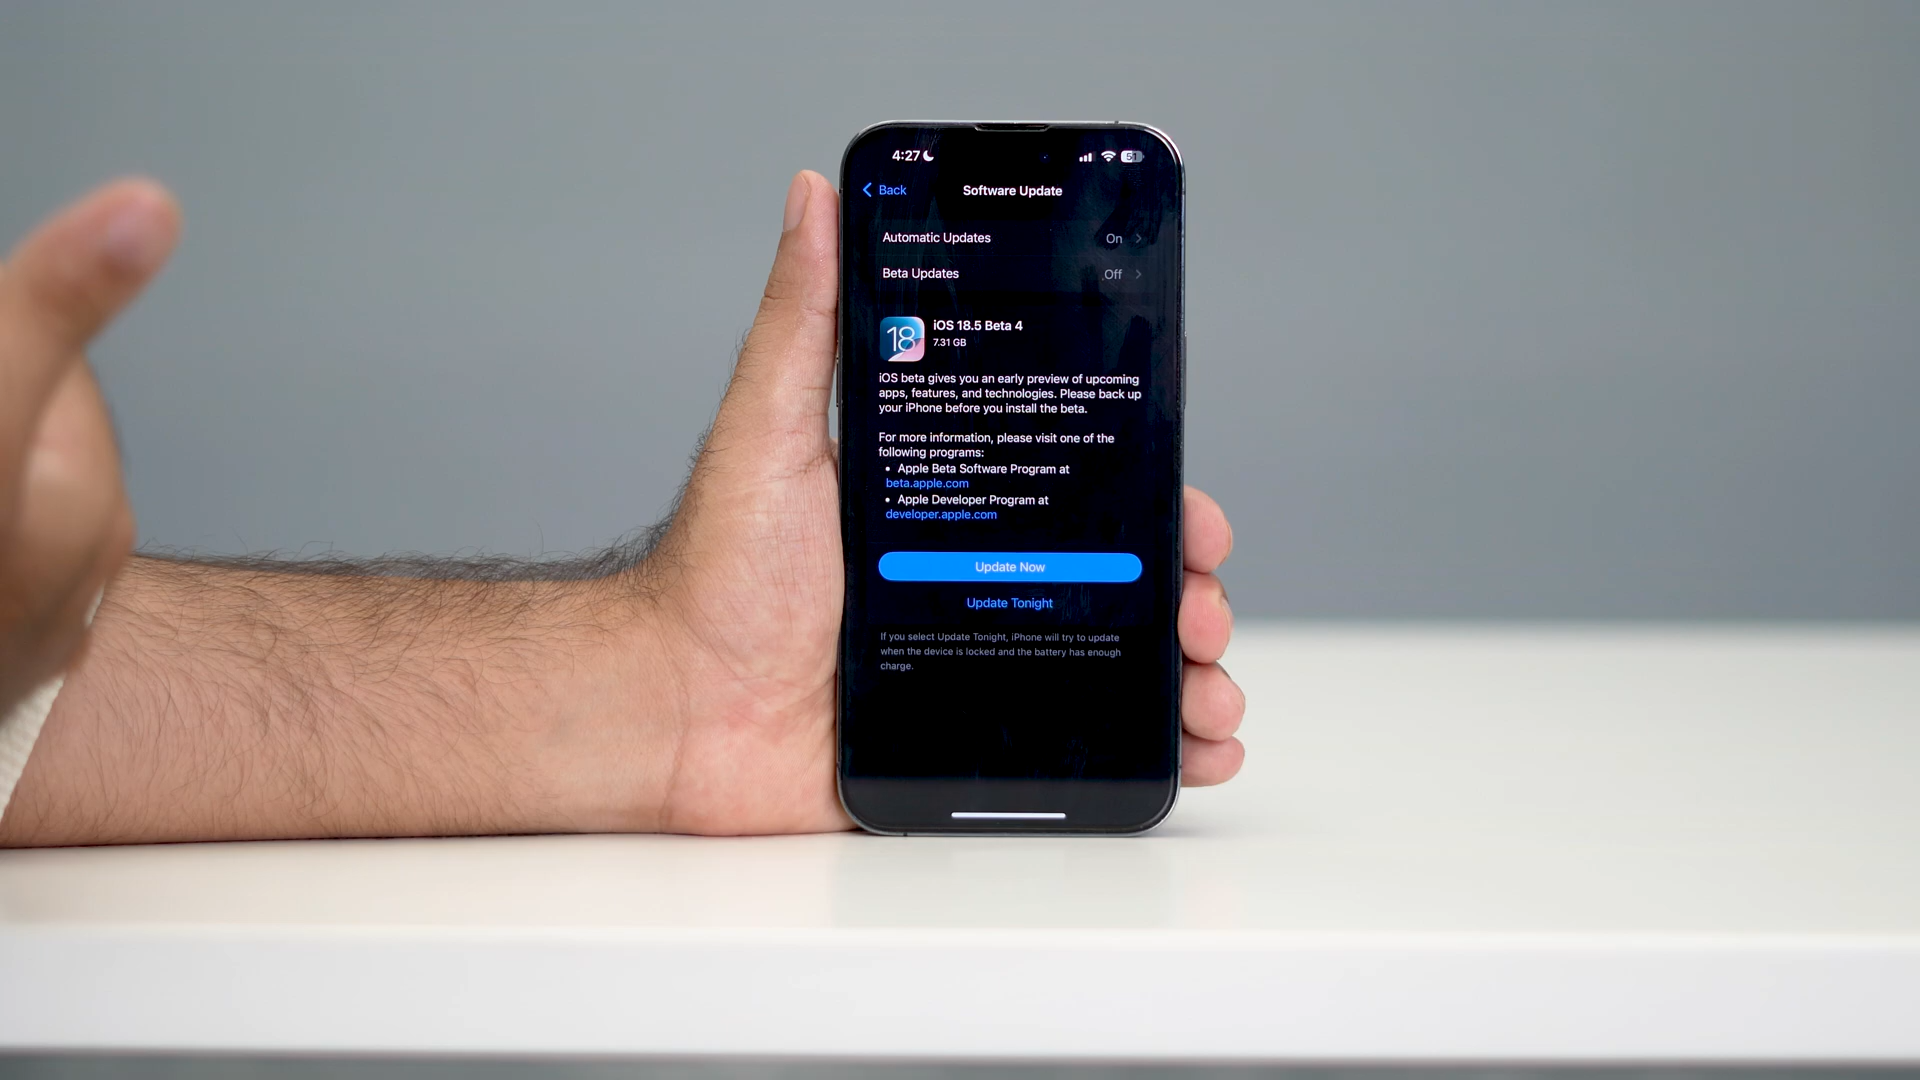 4:27
51
Back
Software Update
Automatic Updates On
Beta Updates Off
18
iOS 18.5 Beta 4
7.31 GB
iOS beta gives you an early preview of upcoming
apps, features, and technologies. Please back up
your iPhone before you install the beta.
For more information, please visit one of the
following programs:
• Apple Beta Software Program at
beta.apple.com
• Apple Developer Program at
developer.apple.com
Update Now
Update Tonight
If you select Update Tonight, iPhone will try to update
when the device is locked and the battery has enough
charge.